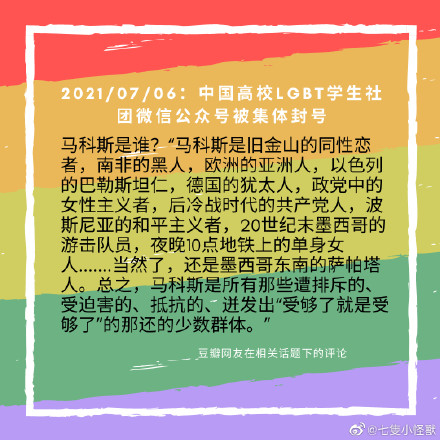 2021/07/06：中国高校LGBT学生社
团微信公众号被集体封号
马科斯是谁？“马科斯是旧金山的同性恋
者，南非的黑人，欧洲的亚洲人，以色列
的巴勒斯坦仁，德国的犹太人，政党中的
女性主义者，后冷战时代的共产党人，波
斯尼亚的和平主义者，20世纪末墨西哥的
游击队员，夜晚10点地铁上的单身女
人.......当然了，还是墨西哥东南的萨帕塔
人。总之，马科斯是所有那些遭排斥的、
受迫害的、抵抗的、迸发出“受够了就是受
够了”的那还的少数群体。”
豆瓣网友在相关话题下的评论
@七隻小怪獸